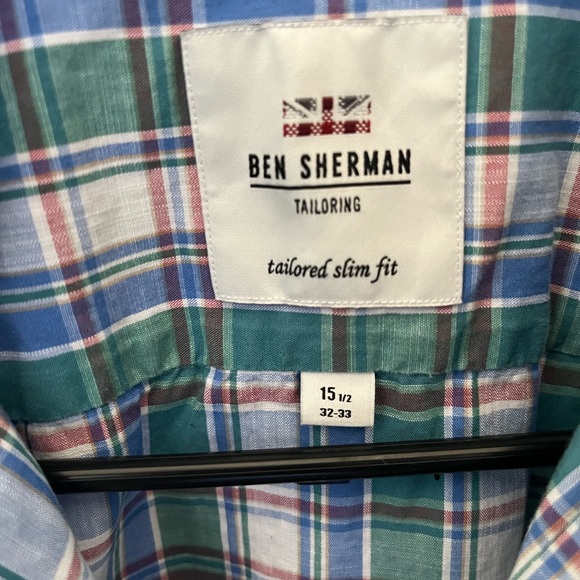 BEN SHERMAN
TAILORING
tailored slim fit
15 1/2
32-33